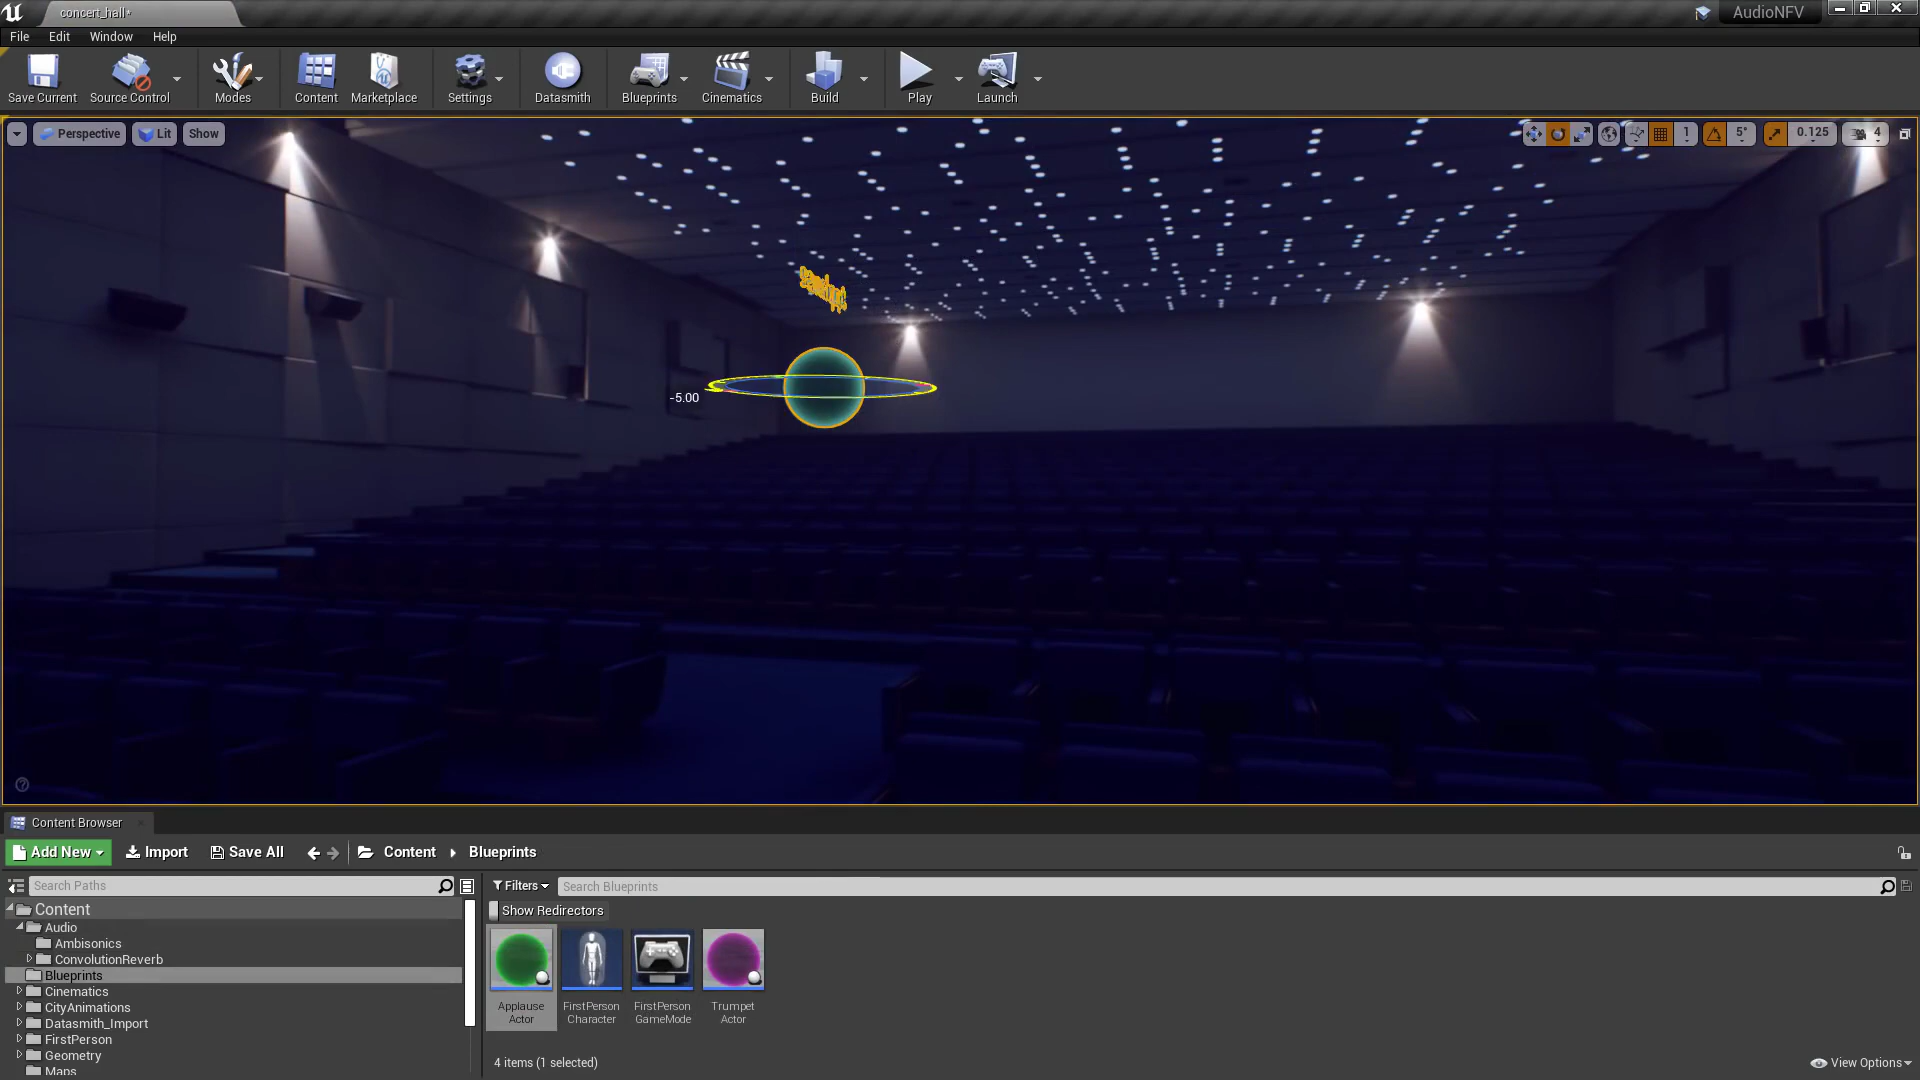 concert_hall*
AudioNFV
File Edit Window Help
Save Current Source Control Modes Content Marketplace Settings Datasmith Blueprints Cinematics Build Play Launch
Perspective Lit Show
1 5° 0.125 4
-5.00
Content Browser
Add New Import Save All Content Blueprints
Search Paths
Filters Search Blueprints
Show Redirectors
Content
Audio
Ambisonics
ConvolutionReverb
Blueprints
Cinematics
CityAnimations
Datasmith_Import
FirstPerson
Geometry
Maps
Applause Actor
FirstPerson Character
FirstPerson GameMode
Trumpet Actor
4 items (1 selected)
View Options